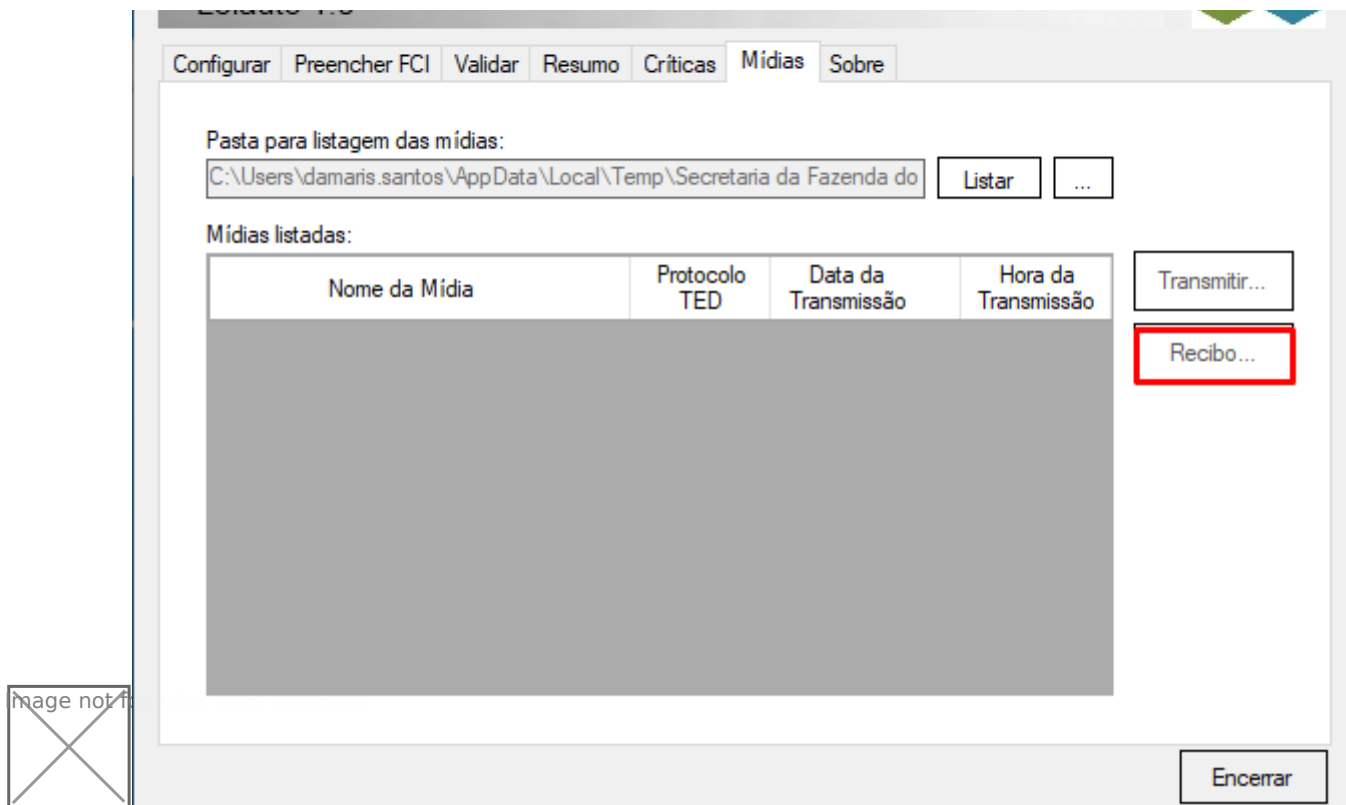 Configurar Preencher FCI Validar Resumo Críticas Mídias Sobre
Pasta para listagem das mídias:
C:\Users\damaris.santos\AppData\Local\Temp\Secretaria da Fazenda do Listar ...
Mídias listadas:
Nome da Mídia Protocolo TED Data da Transmissão Hora da Transmissão
Transmitir...
Recibo...
Image not
Encerrar